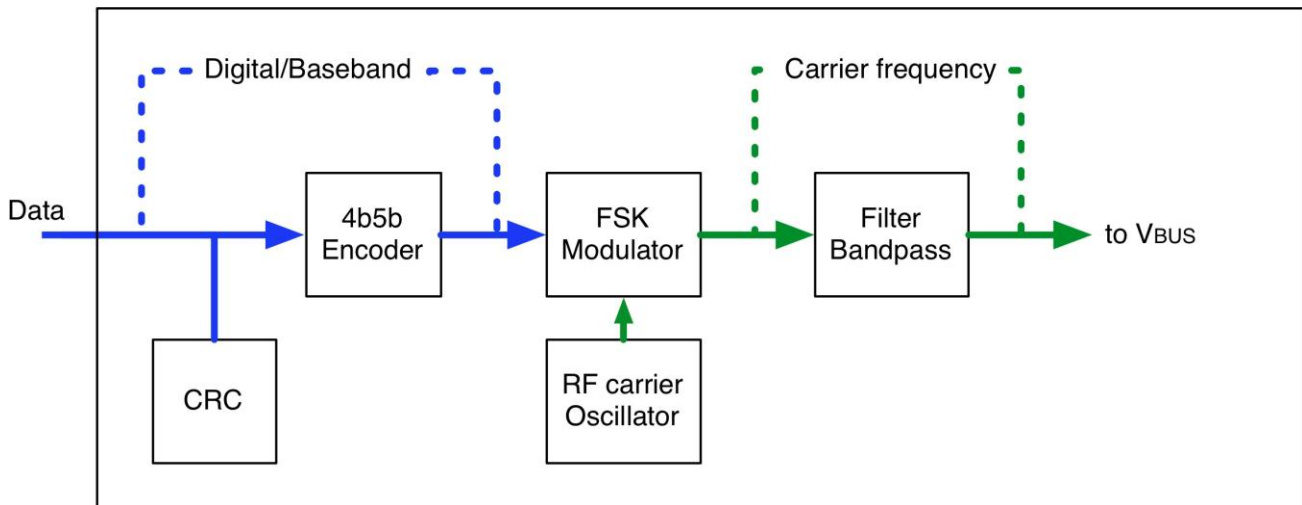 Digital/Baseband
Carrier frequency
Data
4b5b
Encoder
FSK
Modulator
Filter
Bandpass
to VBUS
CRC
RF carrier
Oscillator